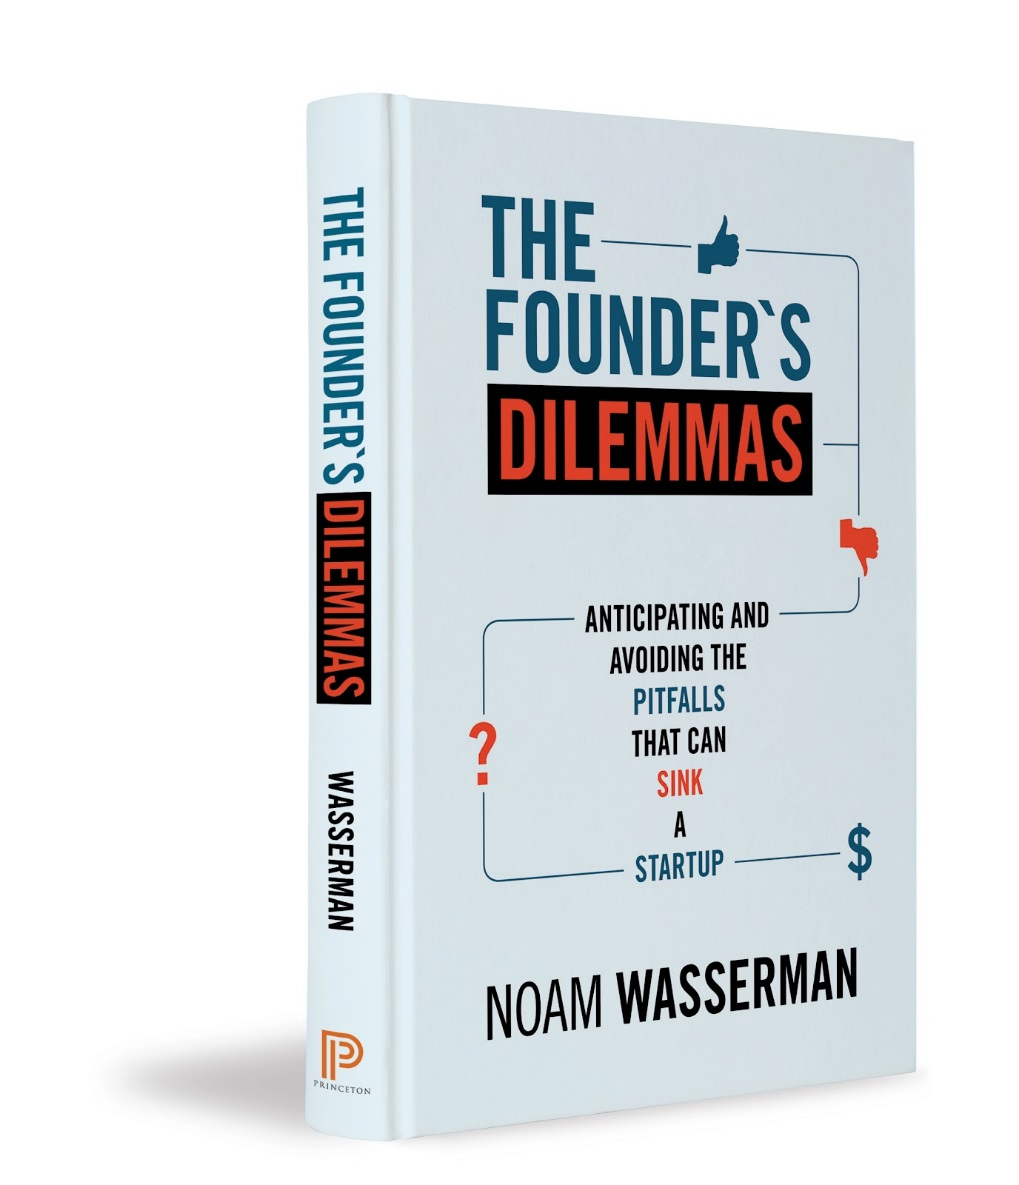 THE FOUNDER`S DILEMMAS
WASSERMAN
PRINCETON
THE
FOUNDER`S
DILEMMAS
ANTICIPATING AND
AVOIDING THE
PITFALLS
THAT CAN
?
SINK
A
STARTUP $
NOAM WASSERMAN